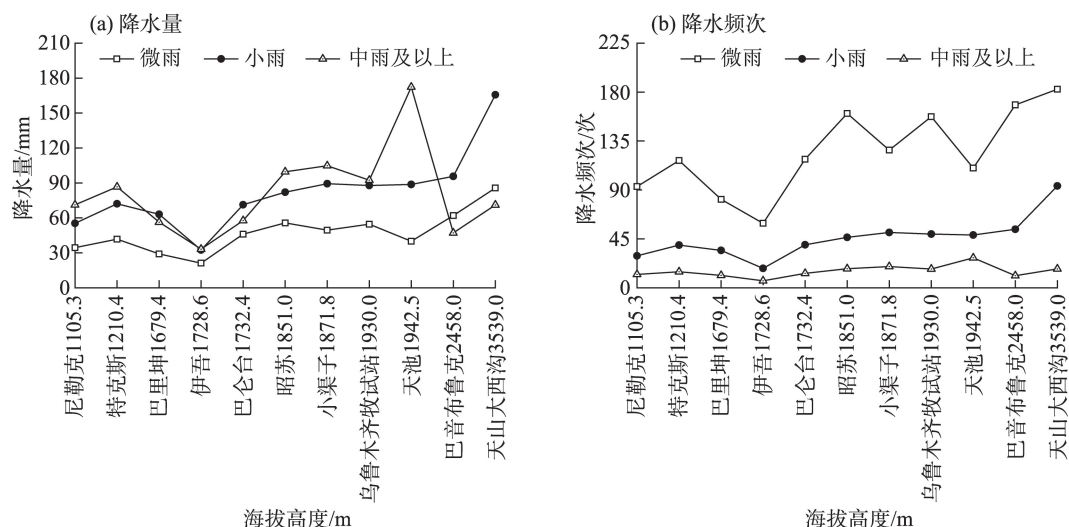 (a) 降水量
210
180
150
120
90
60
30
0
降水量/mm
微雨 小雨 中雨及以上
尼勒克1105.3
特克斯1210.4
巴里坤1679.4
伊吾1728.6
巴仑台1732.4
昭苏1851.0
小渠子1871.8
乌鲁木齐牧试站1930.0
天池1942.5
巴音布鲁克2458.0
天山大西沟3539.0
海拔高度/m
(b) 降水频次
225
180
135
90
45
0
降水频次/次
微雨 小雨 中雨及以上
尼勒克1105.3
特克斯1210.4
巴里坤1679.4
伊吾1728.6
巴仑台1732.4
昭苏1851.0
小渠子1871.8
乌鲁木齐牧试站1930.0
天池1942.5
巴音布鲁克2458.0
天山大西沟3539.0
海拔高度/m